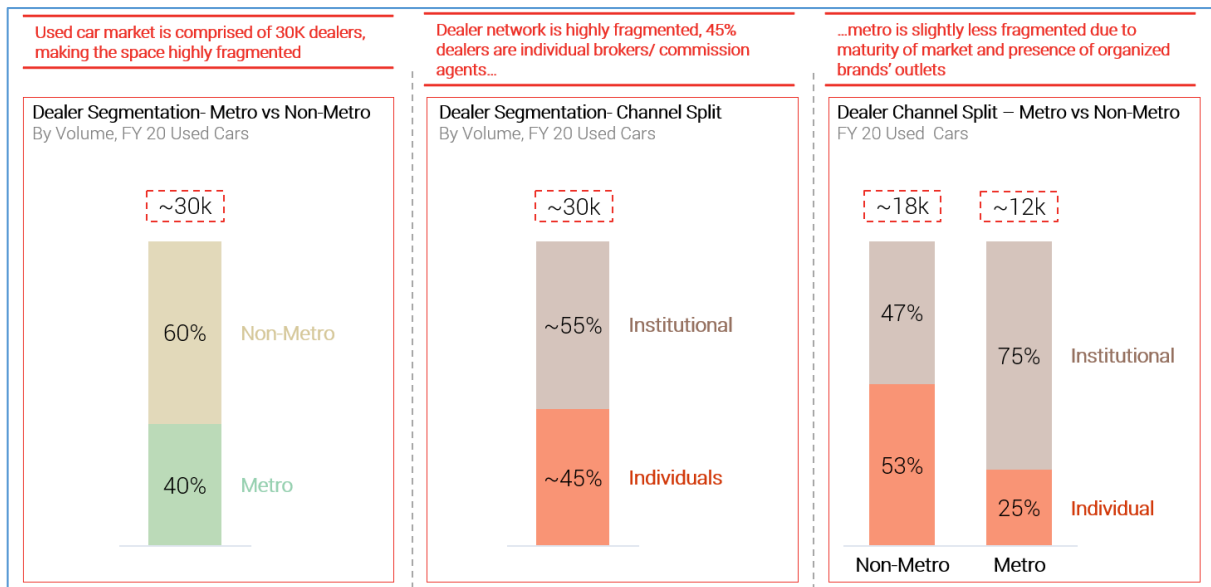 Used car market is comprised of 30K dealers,
making the space highly fragmented
Dealer Segmentation- Metro vs Non-Metro
By Volume, FY 20 Used Cars
~30k
60%
Non-Metro
40%
Metro
Dealer network is highly fragmented, 45%
dealers are individual brokers/ commission
agents...
Dealer Segmentation- Channel Split
By Volume, FY 20 Used Cars
~30k
~55%
Institutional
~45%
Individuals
...metro is slightly less fragmented due to
maturity of market and presence of organized
brands' outlets
Dealer Channel Split – Metro vs Non-Metro
FY 20 Used Cars
~18k
~12k
47%
75%
Institutional
53%
25%
Individual
Non-Metro
Metro